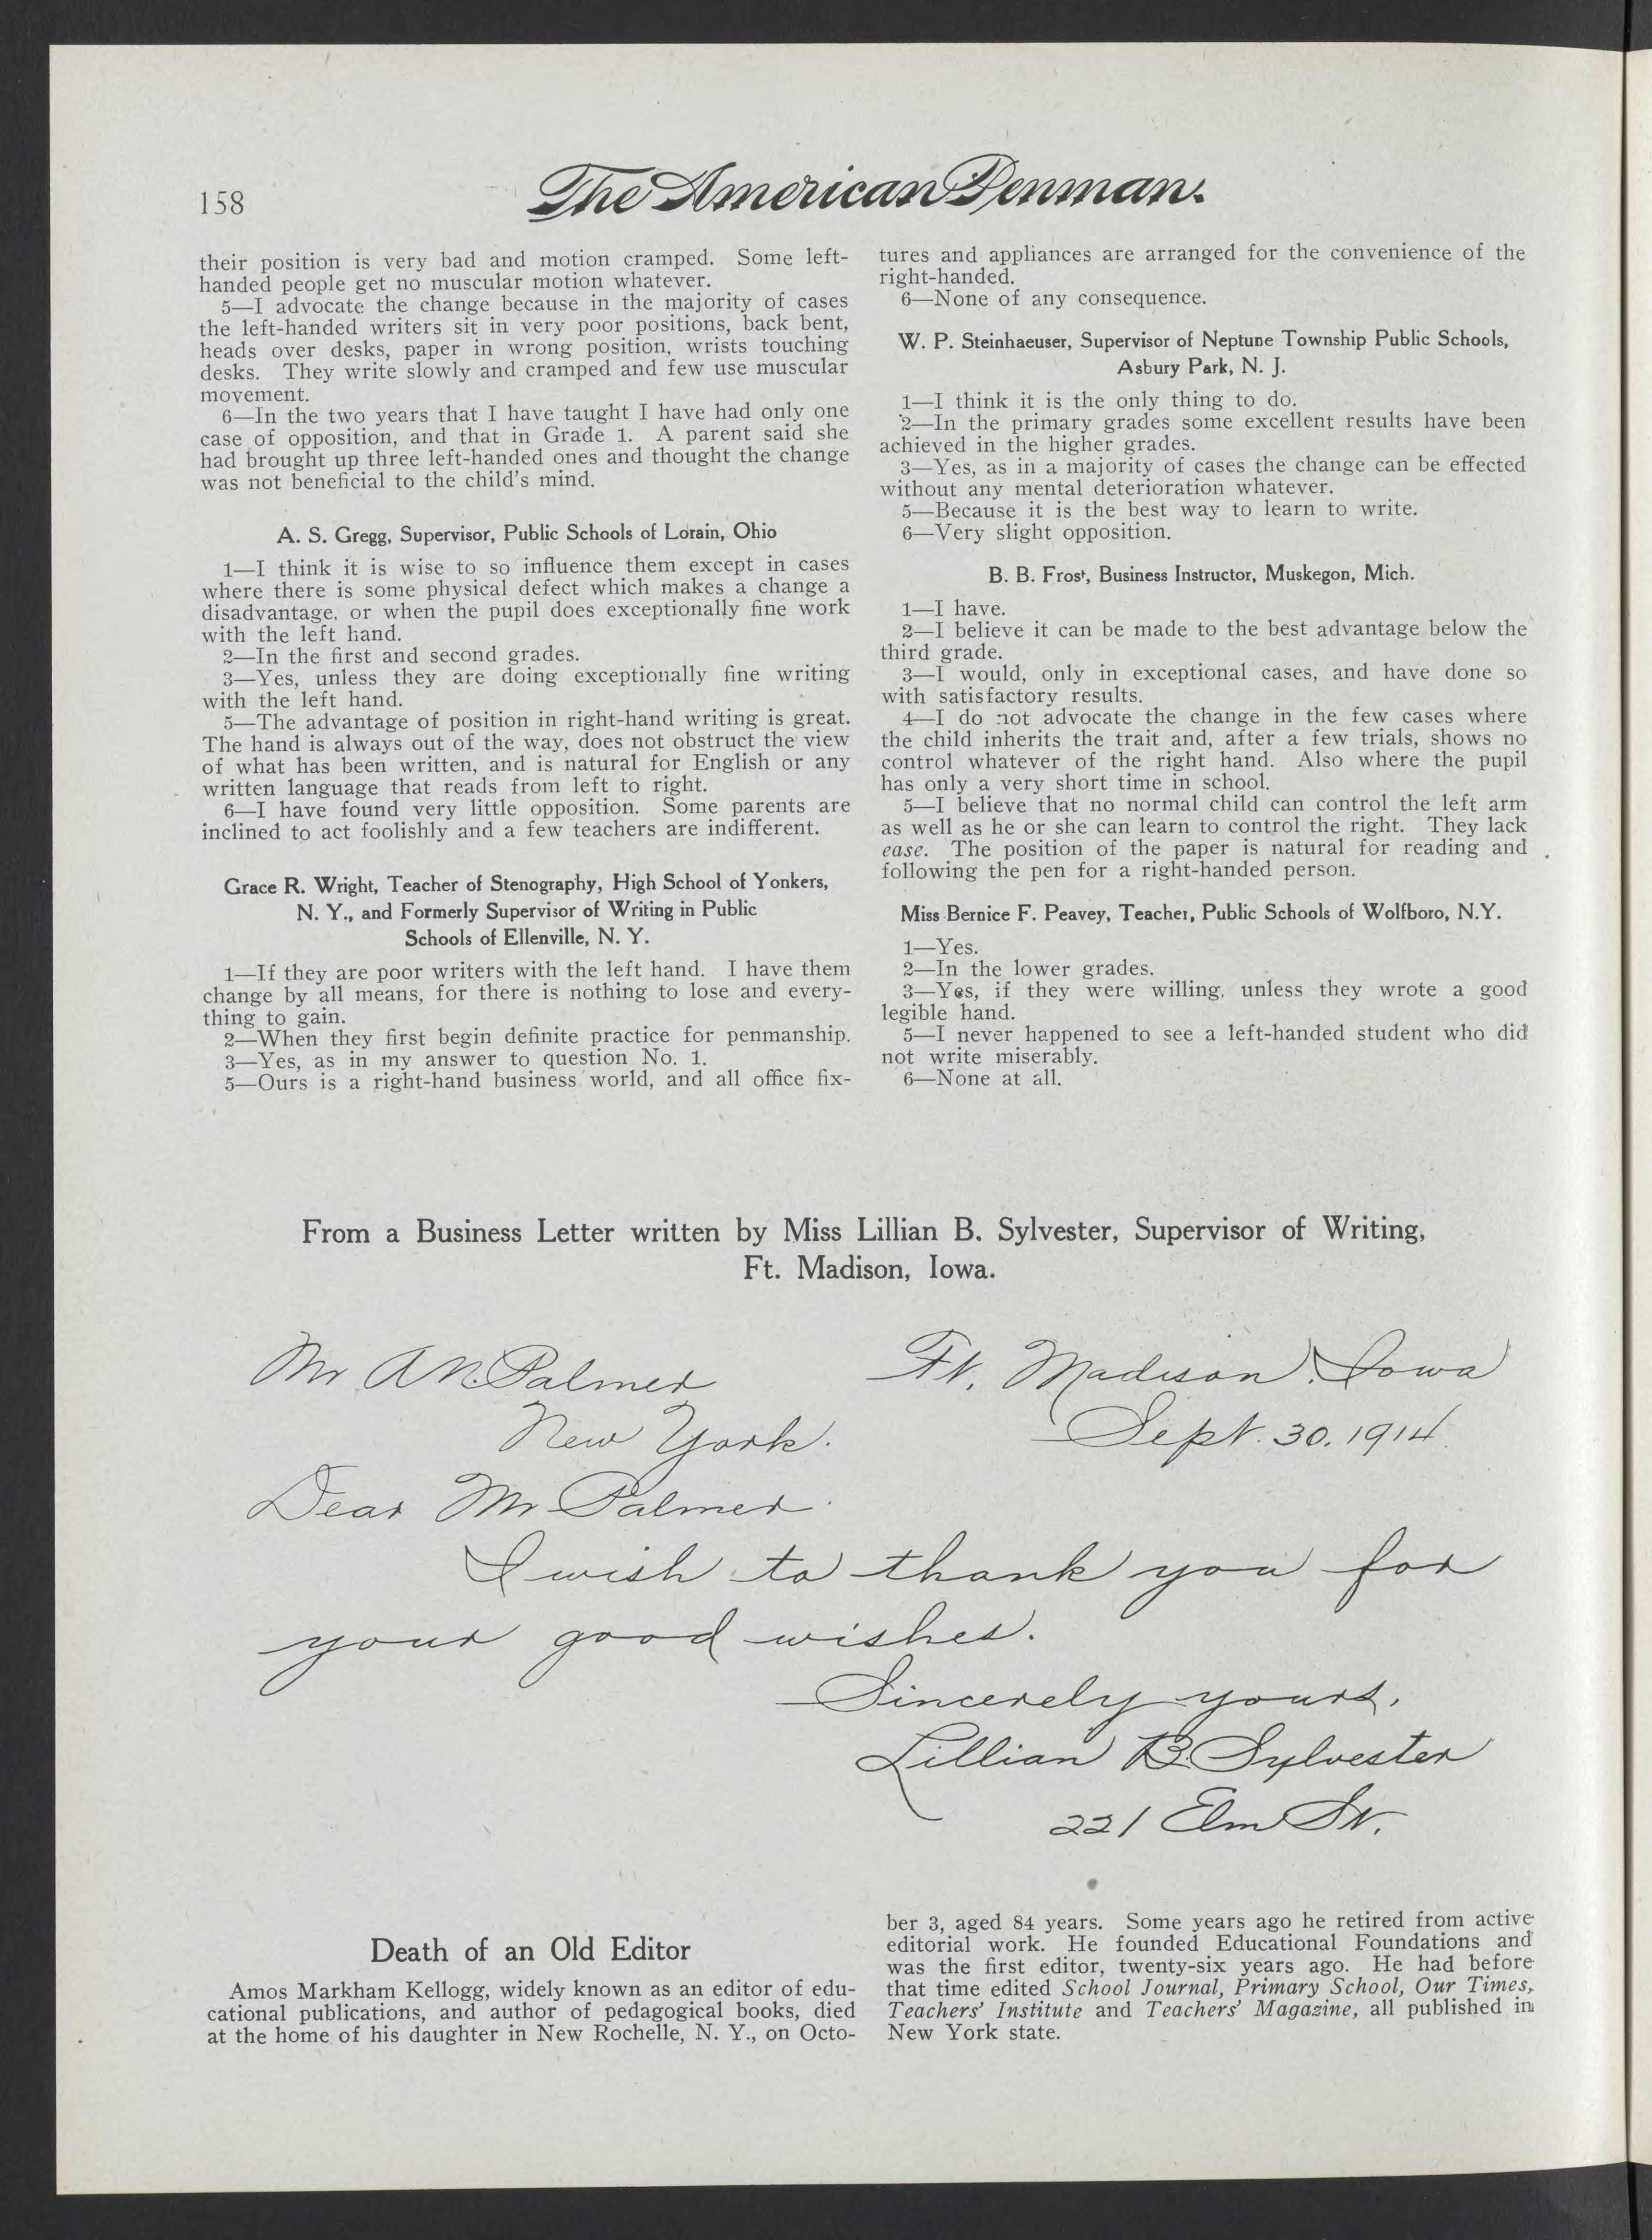 158
The American Penman.
their position is very bad and motion cramped. Some left-
handed people get no muscular motion whatever.
5—I advocate the change because in the majority of cases
the left-handed writers sit in very poor positions, back bent,
heads over desks, paper in wrong position, wrists touching
desks. They write slowly and cramped and few use muscular
movement.
6—In the two years that I have taught I have had only one
case of opposition, and that in Grade 1. A parent said she
had brought up three left-handed ones and thought the change
was not beneficial to the child's mind.
A. S. Gregg, Supervisor, Public Schools of Lorain, Ohio
1—I think it is wise to so influence them except in cases
where there is some physical defect which makes a change a
disadvantage, or when the pupil does exceptionally fine work
with the left hand.
2—In the first and second grades.
3—Yes, unless they are doing exceptionally fine writing
with the left hand.
5—The advantage of position in right-hand writing is great.
The hand is always out of the way, does not obstruct the view
of what has been written, and is natural for English or any
written language that reads from left to right.
6—I have found very little opposition. Some parents are
inclined to act foolishly and a few teachers are indifferent.
Grace R. Wright, Teacher of Stenography, High School of Yonkers,
N. Y., and Formerly Supervisor of Writing in Public
Schools of Ellenville, N. Y.
1—If they are poor writers with the left hand. I have them
change by all means, for there is nothing to lose and every-
thing to gain.
2—When they first begin definite practice for penmanship.
3—Yes, as in my answer to question No. 1.
5—Ours is a right-hand business world, and all office fix-
tures and appliances are arranged for the convenience of the
right-handed.
6—None of any consequence.
W. P. Steinhaeuser, Supervisor of Neptune Township Public Schools,
Asbury Park, N. J.
1—I think it is the only thing to do.
2—In the primary grades some excellent results have been
achieved in the higher grades.
3—Yes, as in a majority of cases the change can be effected
without any mental deterioration whatever.
5—Because it is the best way to learn to write.
6—Very slight opposition.
B. B. Frost, Business Instructor, Muskegon, Mich.
1—I have.
2—I believe it can be made to the best advantage below the
third grade.
3—I would, only in exceptional cases, and have done so
with satisfactory results.
4—I do not advocate the change in the few cases where
the child inherits the trait and, after a few trials, shows no
control whatever of the right hand. Also where the pupil
has only a very short time in school.
5—I believe that no normal child can control the left arm
as well as he or she can learn to control the right. They lack
ease. The position of the paper is natural for reading and
following the pen for a right-handed person.
Miss Bernice F. Peavey, Teacher, Public Schools of Wolfboro, N.Y.
1—Yes.
2—In the lower grades.
3—Yes, if they were willing, unless they wrote a good
legible hand.
5—I never happened to see a left-handed student who did
not write miserably.
6—None at all.
From a Business Letter written by Miss Lillian B. Sylvester, Supervisor of Writing,
Ft. Madison, Iowa.
Ft. Madison, Iowa
Sept. 30. 1914.
Mr A N. Palmer
New York.
Dear Mr Palmer.
I wish to thank you for
your good wishes.
Sincerely yours,
Lillian B. Sylvester
221 Elm St.
Death of an Old Editor
Amos Markham Kellogg, widely known as an editor of edu-
cational publications, and author of pedagogical books, died
at the home of his daughter in New Rochelle, N. Y., on Octo-
ber 3, aged 84 years. Some years ago he retired from active
editorial work. He founded Educational Foundations and
was the first editor, twenty-six years ago. He had before
that time edited School Journal, Primary School, Our Times,
Teachers' Institute and Teachers' Magazine, all published in
New York state.